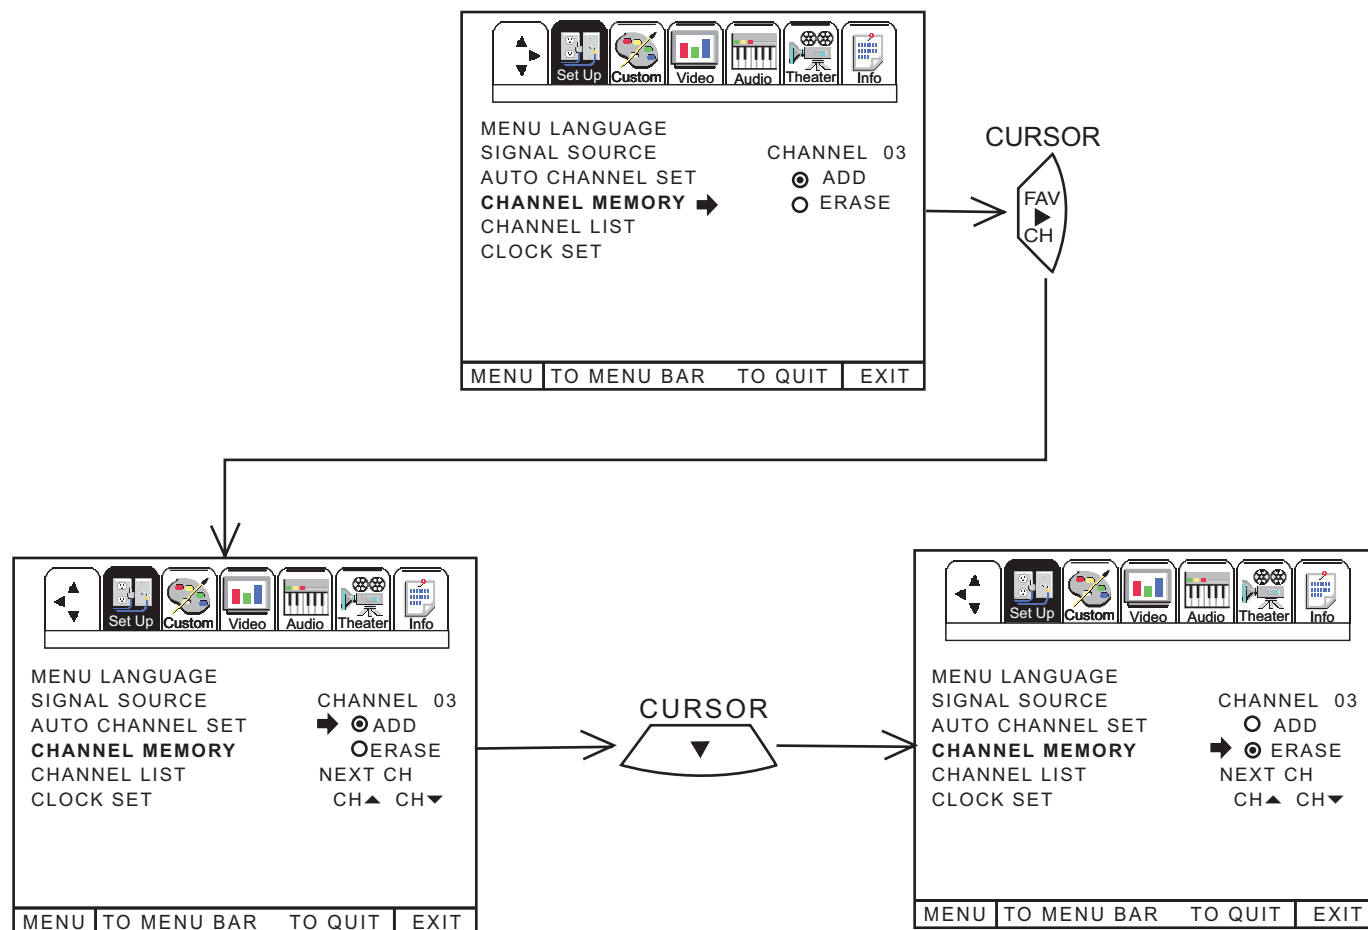 Set Up Custom Video Audio Theater Info
MENU LANGUAGE
SIGNAL SOURCE CHANNEL 03
AUTO CHANNEL SET ADD
CHANNEL MEMORY ERASE
CHANNEL LIST
CLOCK SET
MENU TO MENU BAR TO QUIT EXIT
CURSOR
FAV
CH
Set Up Custom Video Audio Theater Info
MENU LANGUAGE
SIGNAL SOURCE CHANNEL 03
AUTO CHANNEL SET ADD
CHANNEL MEMORY ERASE
CHANNEL LIST NEXT CH
CLOCK SET CH▲ CH▼
MENU TO MENU BAR TO QUIT EXIT
CURSOR
Set Up Custom Video Audio Theater Info
MENU LANGUAGE
SIGNAL SOURCE CHANNEL 03
AUTO CHANNEL SET ADD
CHANNEL MEMORY ERASE
CHANNEL LIST NEXT CH
CLOCK SET CH▲ CH▼
MENU TO MENU BAR TO QUIT EXIT